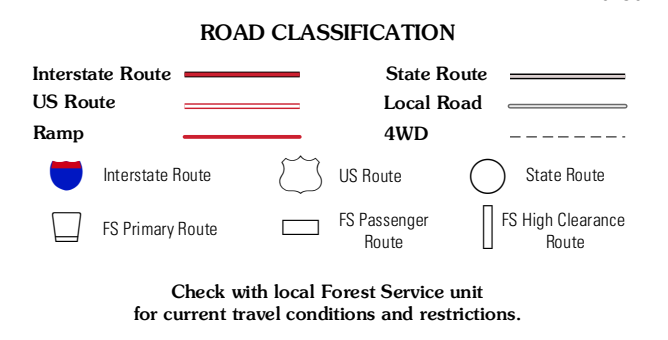 ROAD CLASSIFICATION
Interstate Route
State Route
US Route
Local Road
Ramp
4WD
Interstate Route
US Route
State Route
FS Primary Route
FS Passenger
Route
FS High Clearance
Route
Check with local Forest Service unit
for current travel conditions and restrictions.